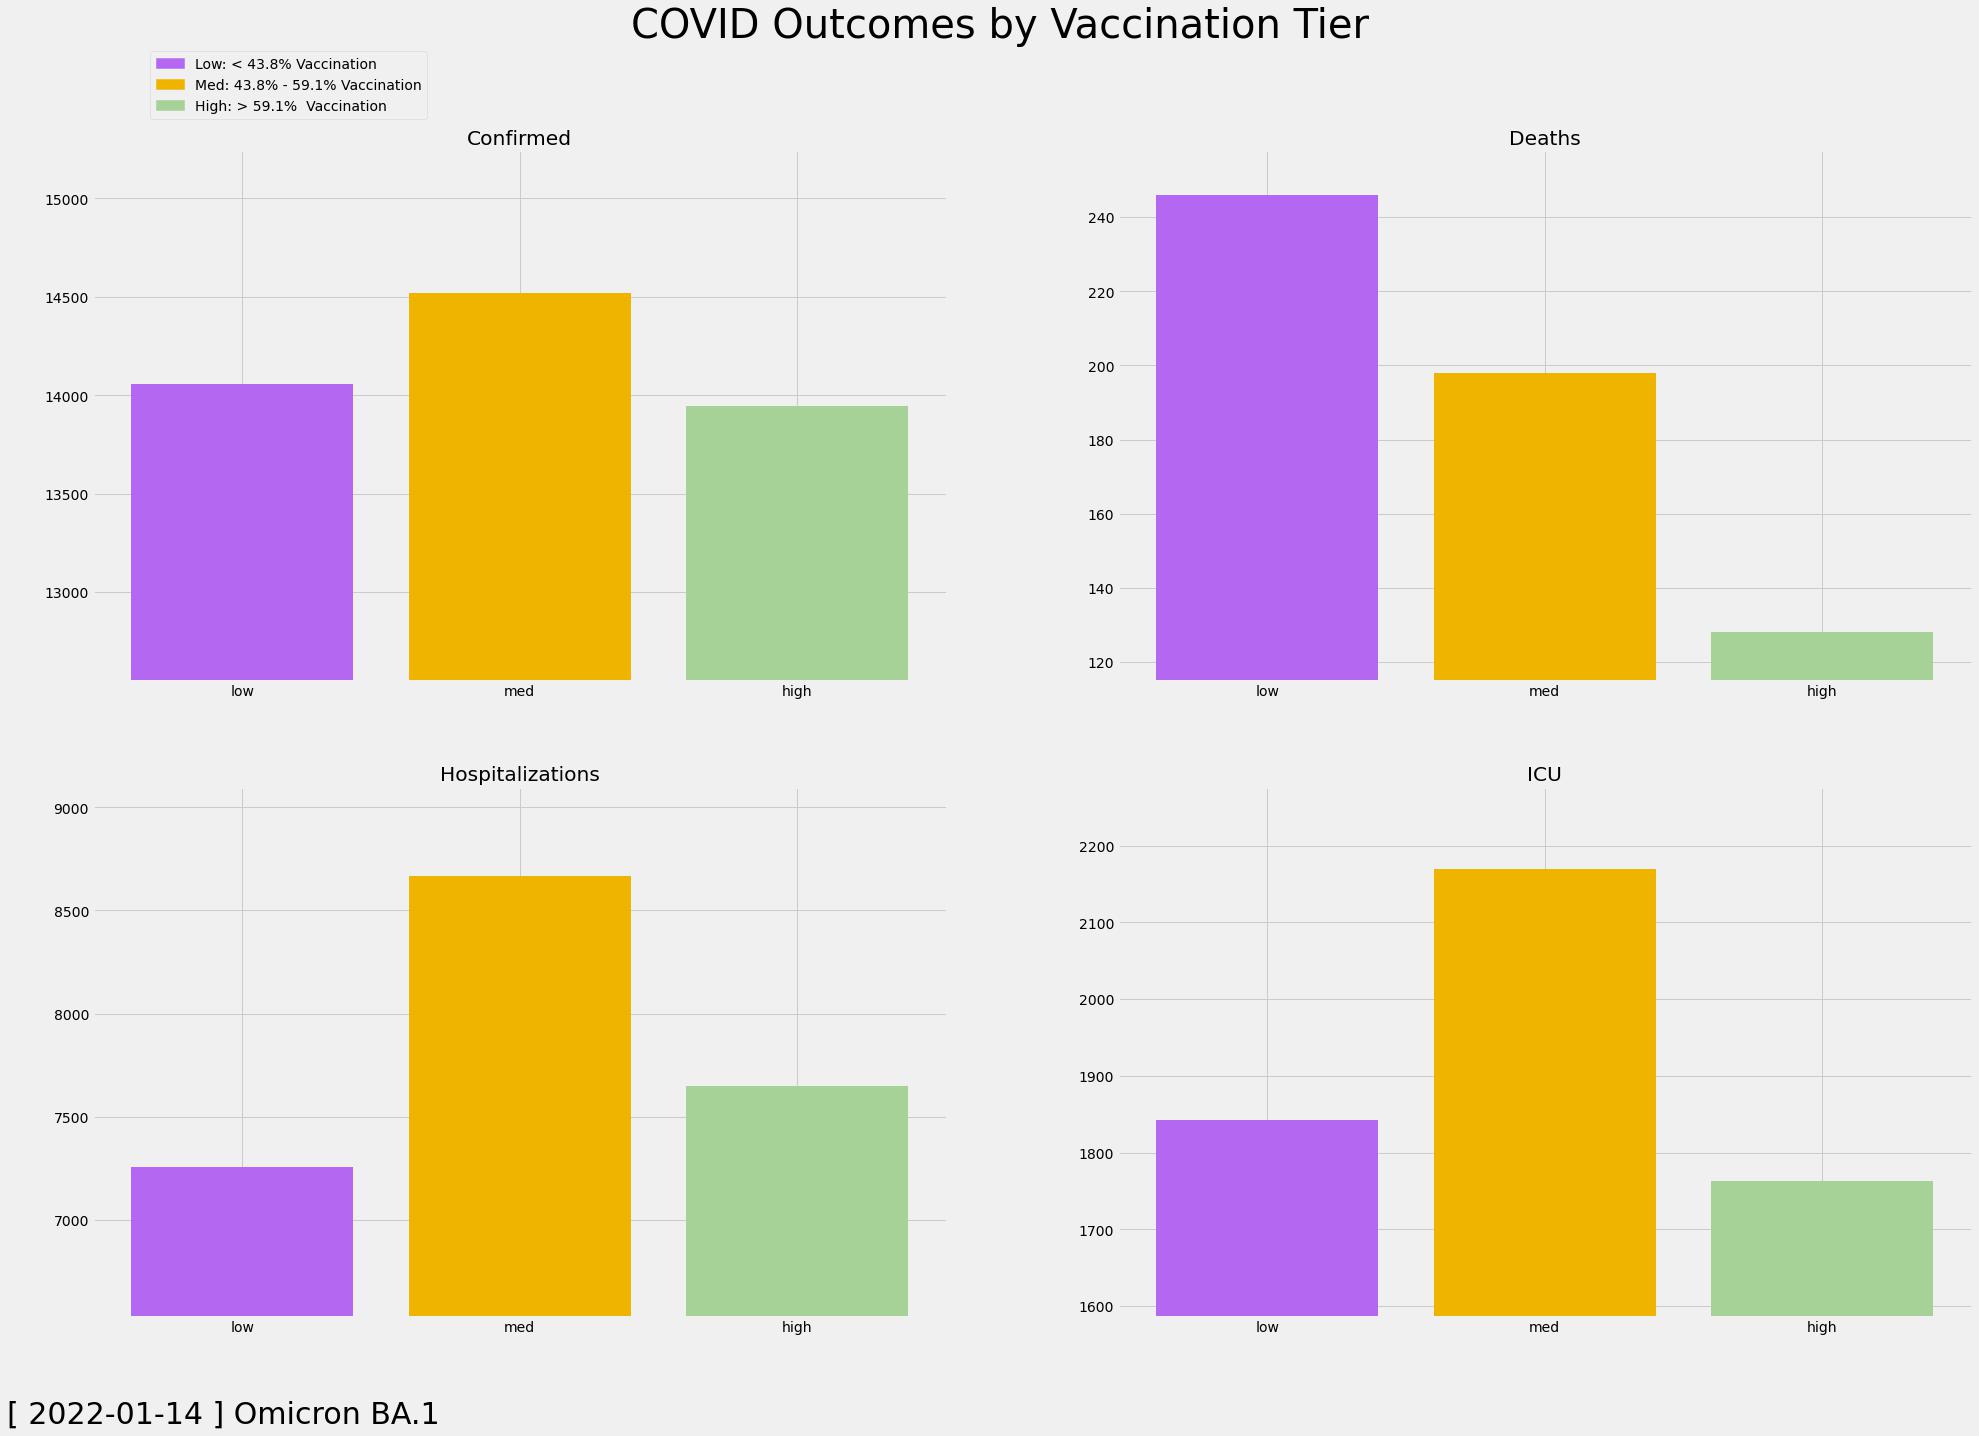 COVID Outcomes by Vaccination Tier
Low: < 43.8% Vaccination
Med: 43.8% - 59.1% Vaccination
High: > 59.1%  Vaccination
Confirmed
15000
14500
14000
13500
13000
low med high
Deaths
240
220
200
180
160
140
120
low med high
Hospitalizations
9000
8500
8000
7500
7000
low med high
ICU
2200
2100
2000
1900
1800
1700
1600
low med high
[ 2022-01-14 ] Omicron BA.1